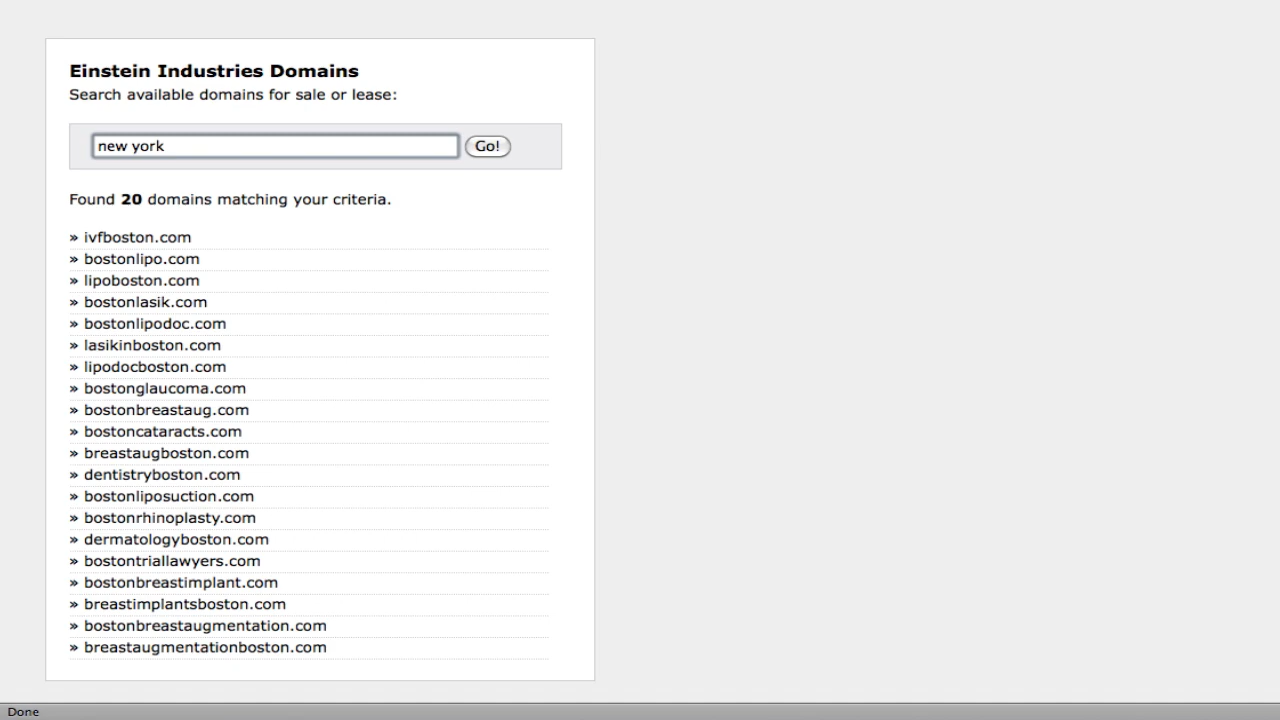 Einstein Industries Domains
Search available domains for sale or lease:
new york Go!
Found 20 domains matching your criteria.
» ivfboston.com
» bostonlipo.com
» lipoboston.com
» bostonlasik.com
» bostonlipodoc.com
» lasikinboston.com
» lipodocboston.com
» bostonglaucoma.com
» bostonbreastaug.com
» bostoncataracts.com
» breastaugboston.com
» dentistryboston.com
» bostonliposuction.com
» bostonrhinoplasty.com
» dermatologyboston.com
» bostontriallawyers.com
» bostonbreastimplant.com
» breastimplantsboston.com
» bostonbreastaugmentation.com
» breastaugmentationboston.com
Done